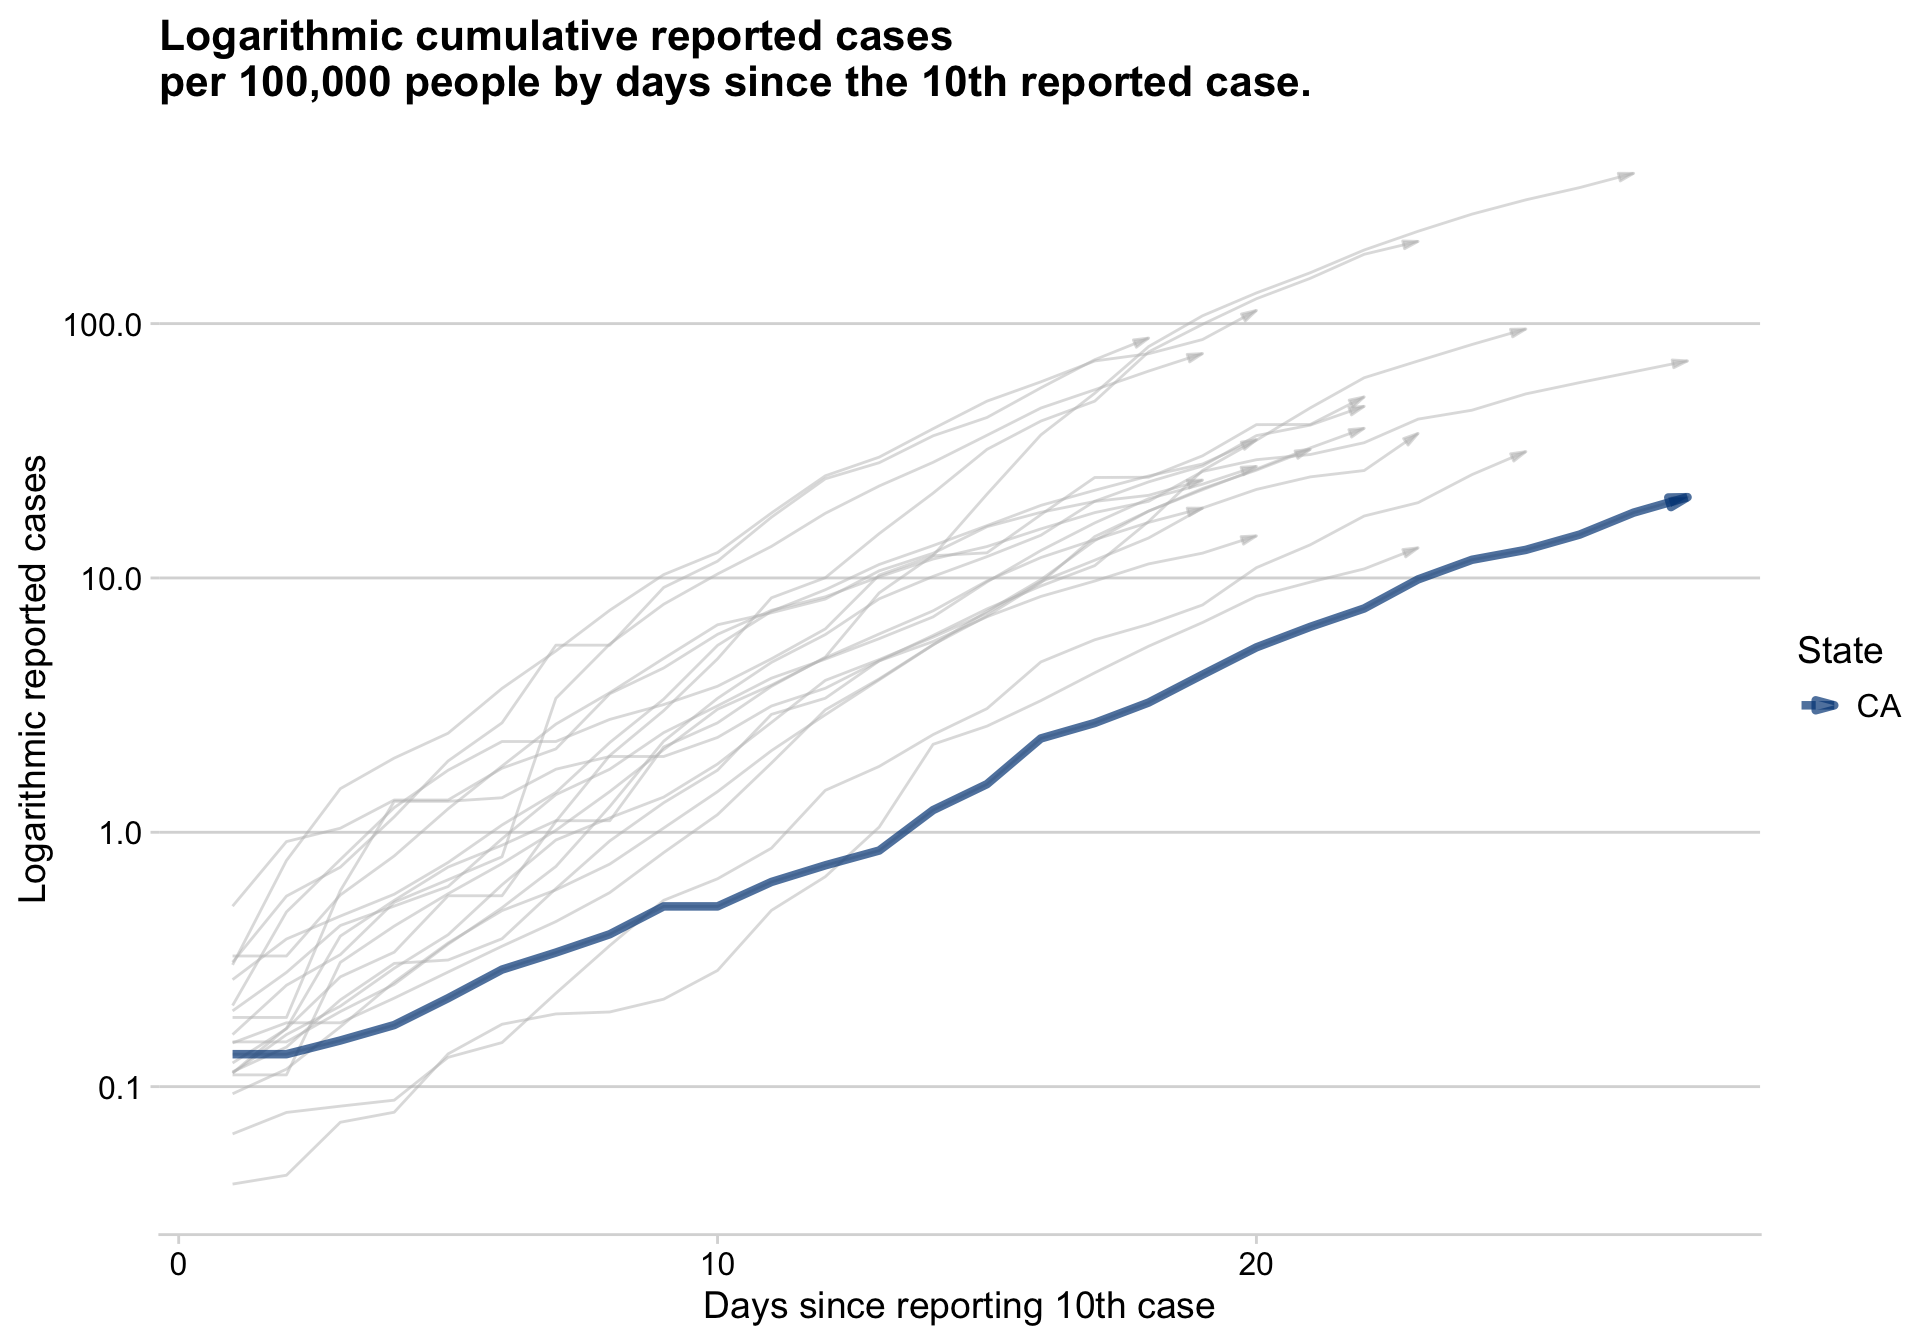 Logarithmic cumulative reported cases
per 100,000 people by days since the 10th reported case.
Logarithmic reported cases
100.0
10.0
1.0
0.1
0
10
20
Days since reporting 10th case
State
CA